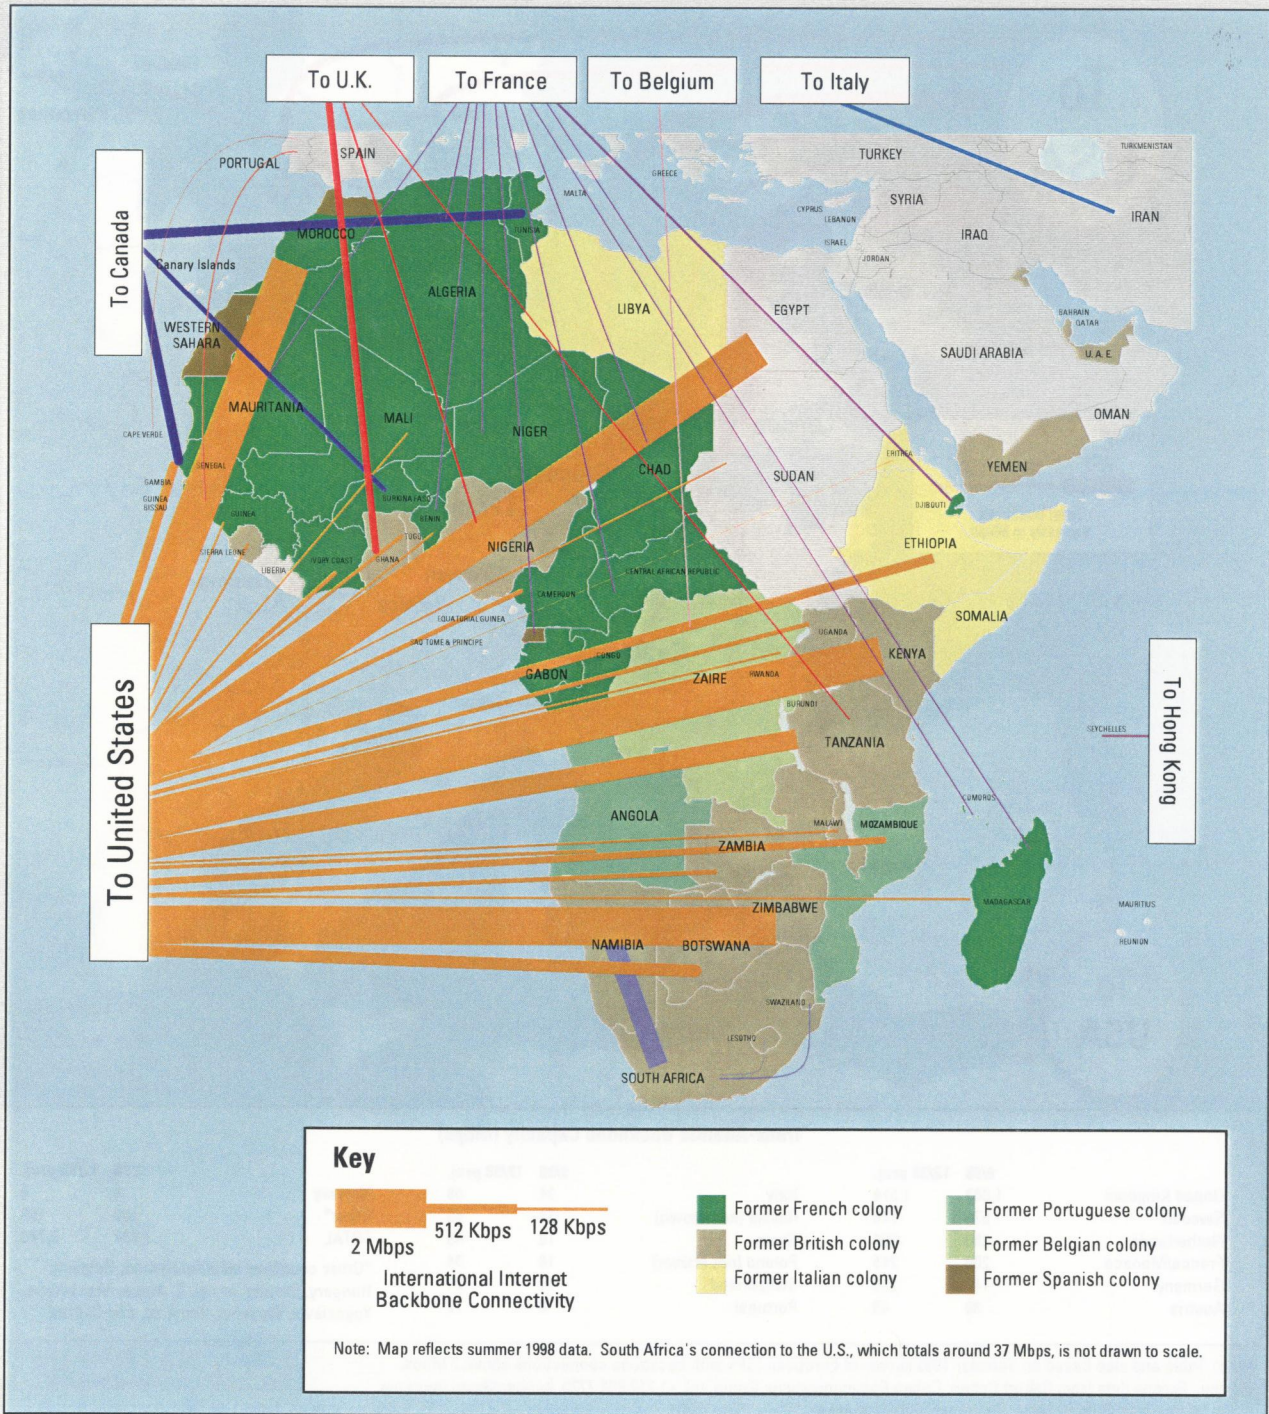 To U.K.
To France
To Belgium
To Italy
To Canada
To United States
To Hong Kong
PORTUGAL
SPAIN
TURKEY
TURKMENISTAN
GREECE
MALTA
CYPRUS
LEBANON
SYRIA
ISRAEL
JORDAN
IRAQ
IRAN
MOROCCO
TUNISIA
Canary Islands
ALGERIA
LIBYA
EGYPT
BAHRAIN
QATAR
U. A. E.
SAUDI ARABIA
OMAN
WESTERN
SAHARA
MAURITANIA
MALI
NIGER
CHAD
SUDAN
ERITREA
YEMEN
DJIBOUTI
CAPE VERDE
SENEGAL
GAMBIA
GUINEA
BISSAU
GUINEA
BURKINA FASO
BENIN
TOGO
SIERRA LEONE
LIBERIA
IVORY COAST
GHANA
NIGERIA
ETHIOPIA
CENTRAL AFRICAN REPUBLIC
CAMEROON
SOMALIA
EQUATORIAL GUINEA
SAO TOME & PRINCIPE
UGANDA
KENYA
GABON
CONGO
ZAIRE
RWANDA
BURUNDI
TANZANIA
SEYCHELLES
COMOROS
ANGOLA
MALAWI
MOZAMBIQUE
ZAMBIA
ZIMBABWE
MADAGASCAR
MAURITIUS
REUNION
NAMIBIA
BOTSWANA
SWAZILAND
LESOTHO
SOUTH AFRICA
Key
2 Mbps
512 Kbps
128 Kbps
International Internet
Backbone Connectivity
Former French colony
Former British colony
Former Italian colony
Former Portuguese colony
Former Belgian colony
Former Spanish colony
Note: Map reflects summer 1998 data. South Africa's connection to the U.S., which totals around 37 Mbps, is not drawn to scale.